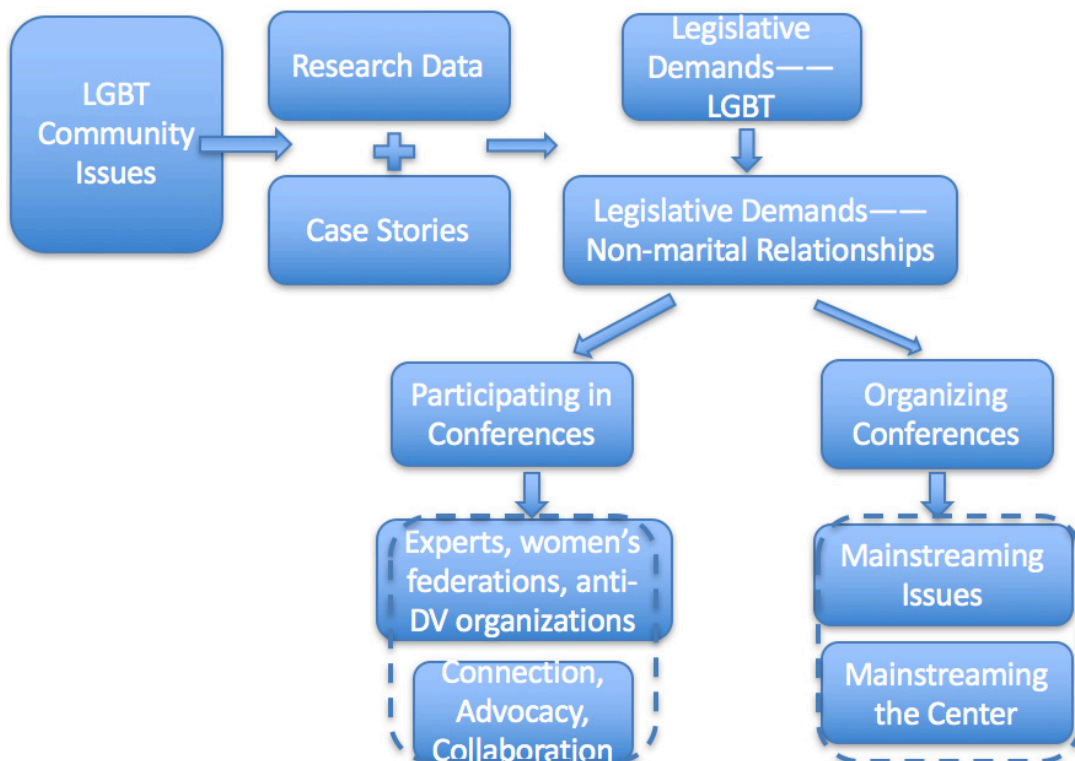 LGBT
Community
Issues
Research Data
Case Stories
Legislative
Demands——
LGBT
Legislative Demands——
Non-marital Relationships
Participating in
Conferences
Organizing
Conferences
Experts, women’s
federations, anti-
DV organizations
Connection,
Advocacy,
Collaboration
Mainstreaming
Issues
Mainstreaming
the Center